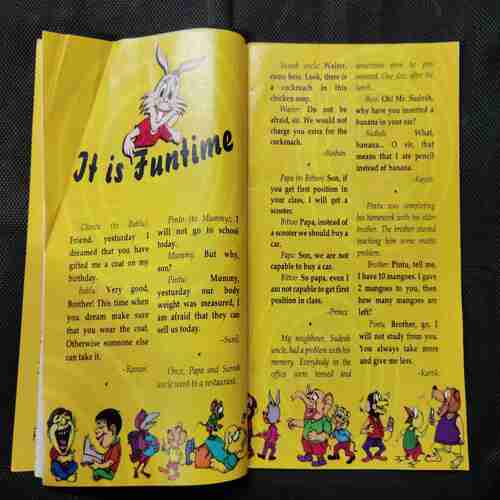 It is Funtime
Chintu (to Bablu):
Friend, yesterday I
dreamed that you have
gifted me a coat on my
birthday.
Bablu: Very good,
Brother! This time when
you dream make sure
that you wear the coat.
Otherwise someone else
can take it.
-Raman.
Pintu (to Mummy): I
will not go to school
today.
Mummy: But why,
son?
Pintu: Mummy,
yesterday our body
weight was measured, I
am afraid that they can
sell us today.
-Sunil.
Once, Papa and Suresh
uncle went to a restaurant.
Suresh uncle: Waiter,
come here. Look, there is
a cockroach in this
chicken soup.
Waiter: Do not be
afraid, sir. We would not
charge you extra for the
cockroach.
Papa (to Bittoo): Son, if
you get first position in
your class, I will get a
scooter.
Bittoo: Papa, instead of
a scooter we should buy a
car.
Papa: Son, we are not
capable to buy a car.
Bittoo: So papa, even I
am not capable to get first
position in class.
-Prince.
My neighbour, Sudesh
uncle, had a problem with his
memory. Everybody in the
office gets tensed and
One day, after the
lunch...
Boss: Oh! Mr. Sudesh,
why have you inserted a
banana in your ear?
Sudesh: What,
banana... O sir, that
means that I ate pencil
instead of banana.
Pintu was completing
his homework with his elder
brother. The brother started
teaching him some maths
problem.
Brother: Pintu, tell me,
I have 10 mangoes. I gave
2 mangoes to you, then
how many mangoes are
left?
Pintu: Brother, go, I
will not study from you.
You always take more
and give me less.
-Kartik.